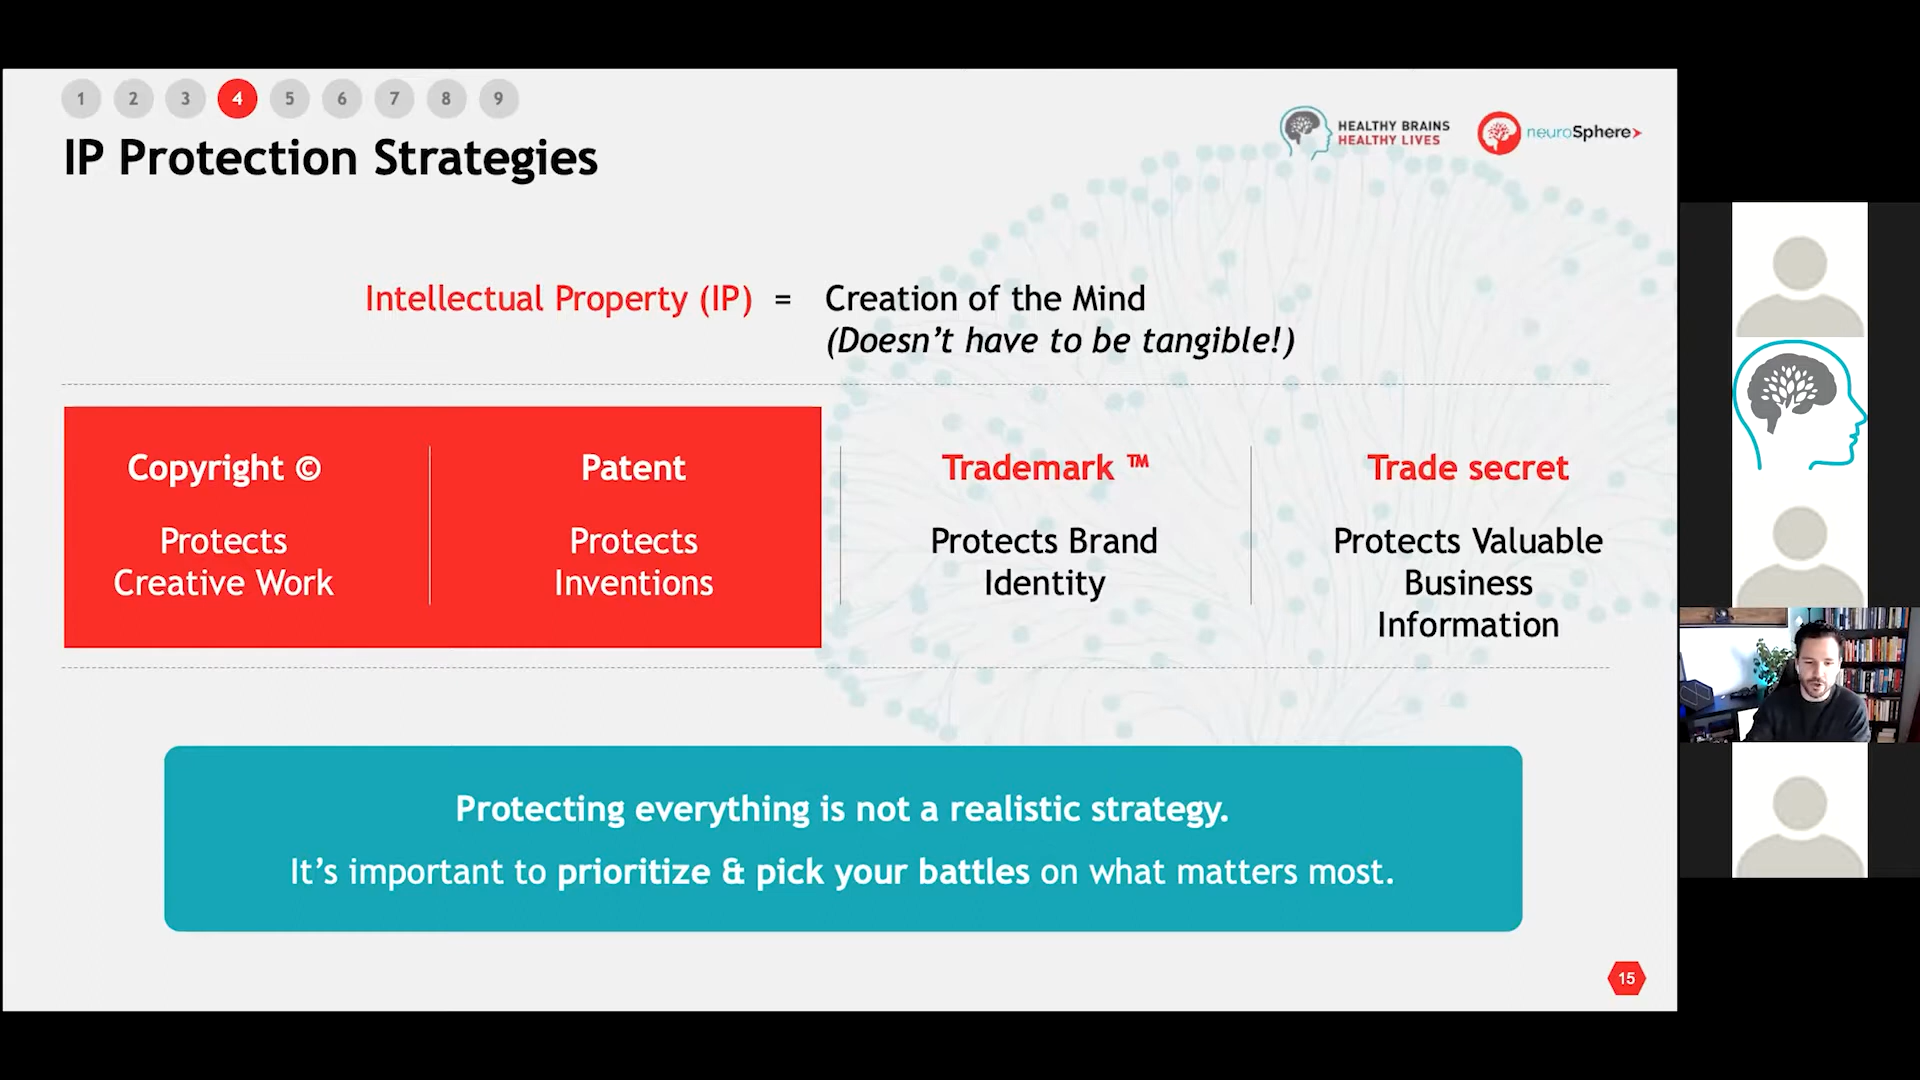 1 2 3 4 5 6 7 8 9
IP Protection Strategies
HEALTHY BRAINS
HEALTHY LIVES
neuroSphere
Intellectual Property (IP) = Creation of the Mind
(Doesn't have to be tangible!)
Copyright ©
Protects
Creative Work
Patent
Protects
Inventions
Trademark ™
Protects Brand
Identity
Trade secret
Protects Valuable
Business
Information
Protecting everything is not a realistic strategy.
It's important to prioritize & pick your battles on what matters most.
15